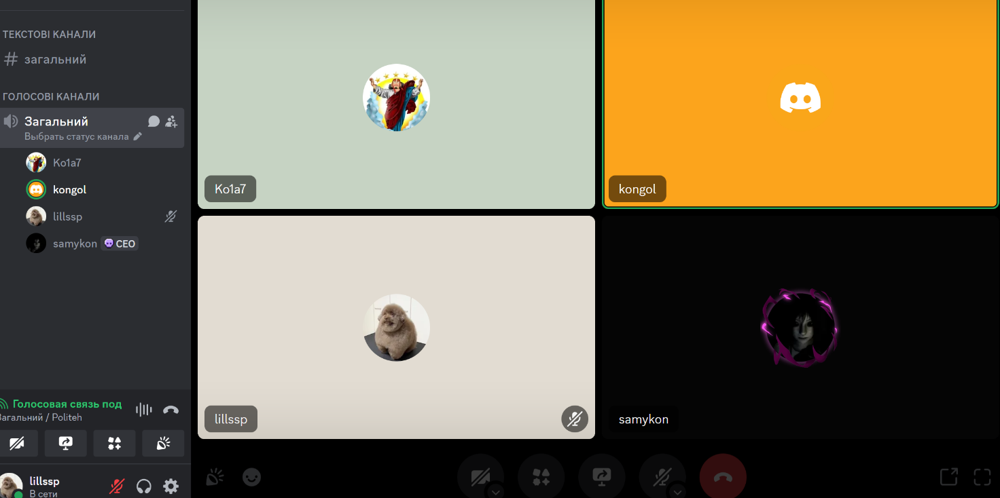 ТЕКСТОВІ КАНАЛИ
загальний
ГОЛОСОВІ КАНАЛИ
Загальний
Выбрать статус канала
Ko1a7
kongol
lillssp
samykon CEO
Голосовая связь под
Загальний / Politeh
lillssp
В сети
Ko1a7
kongol
lillssp
samykon